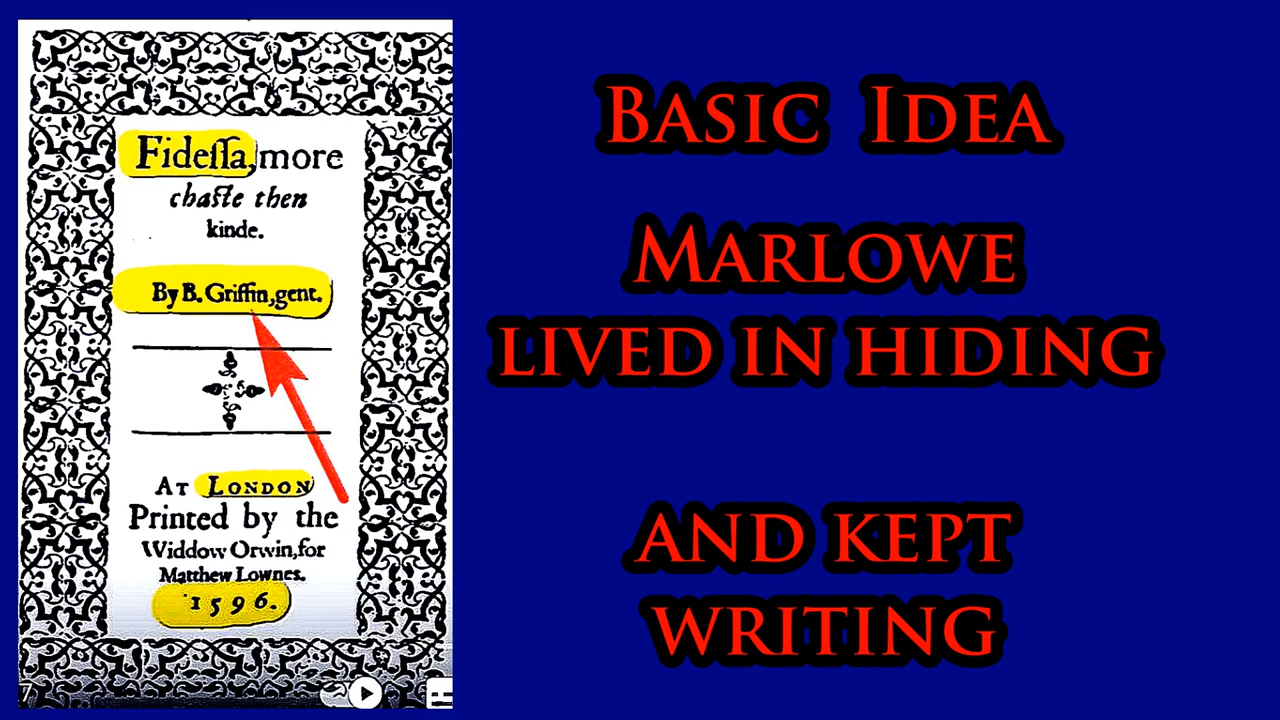 Fideſſa, more
chaſte then
kinde.
By B. Griffin, gent.
AT LONDON
Printed by the
Widdow Orwin, for
Matthew Lownes.
1596.
7
BASIC IDEA
MARLOWE
LIVED IN HIDING
AND KEPT
WRITING